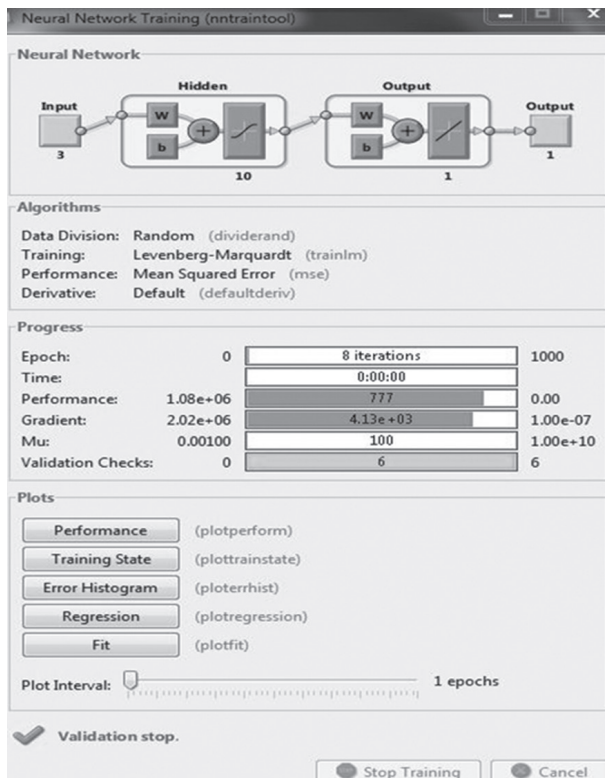 Neural Network Training (nntraintool)
Neural Network
Hidden
Output
Input
W
b
W
b
Output
3
10
1
1
Algorithms
Data Division: Random (dividerand)
Training: Levenberg-Marquardt (trainlm)
Performance: Mean Squared Error (mse)
Derivative: Default (defaultderiv)
Progress
Epoch: 0 8 iterations 1000
Time: 0:00:00
Performance: 1.08e+06 777 0.00
Gradient: 2.02e+06 4.13e+03 1.00e-07
Mu: 0.00100 100 1.00e+10
Validation Checks: 0 6 6
Plots
Performance (plotperform)
Training State (plottrainstate)
Error Histogram (ploterrhist)
Regression (plotregression)
Fit (plotfit)
Plot Interval: 1 epochs
Validation stop.
Stop Training Cancel